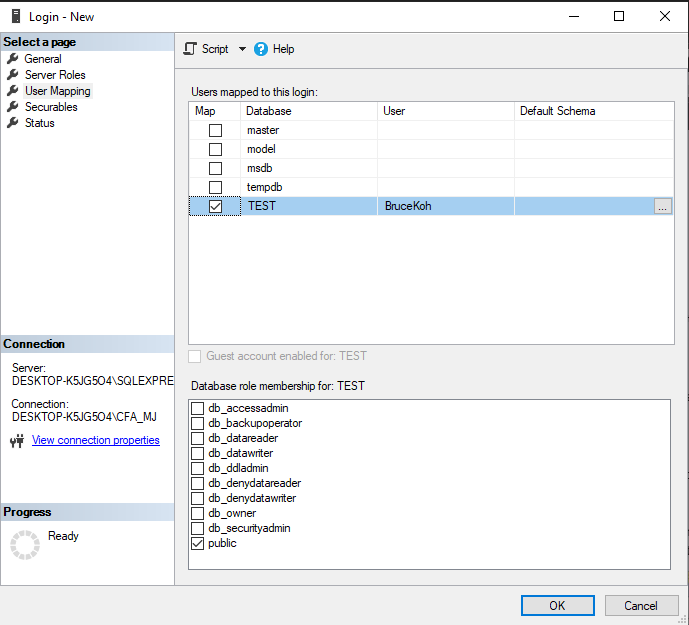 Login - New
Select a page
General
Server Roles
User Mapping
Securables
Status
Script
Help
Users mapped to this login:
Map Database User Default Schema
master
model
msdb
tempdb
TEST BruceKoh ...
Guest account enabled for: TEST
Database role membership for: TEST
db_accessadmin
db_backupoperator
db_datareader
db_datawriter
db_ddladmin
db_denydatareader
db_denydatawriter
db_owner
db_securityadmin
public
Connection
Server:
DESKTOP-K5JG5O4\SQLEXPRE
Connection:
DESKTOP-K5JG5O4\CFA_MJ
View connection properties
Progress
Ready
OK
Cancel